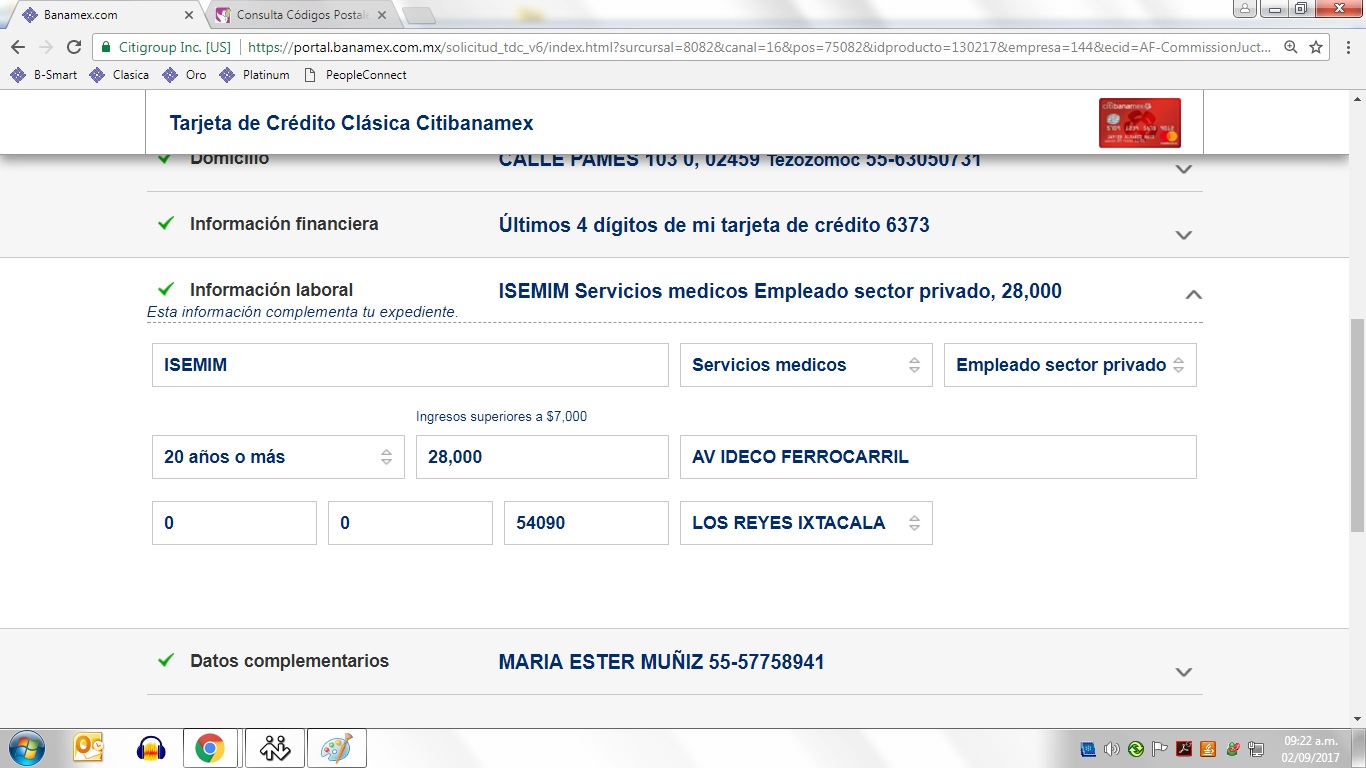 Banamex.com
Consulta Códigos Postale
Citigroup Inc. [US] https://portal.banamex.com.mx/solicitud_tdc_v6/index.html?sursursal=8082&canal=16&pcs=75082&idproducto=130217&empresa=144&ecid=AF-CommissionJuct...
B-Smart Clasica Oro Platinum PeopleConnect
Tarjeta de Crédito Clásica Citibanamex
citibanamex
Domicilio CALLE PAMES 103 0, 02459 Tezozomoc 55-63050731
Información financiera Últimos 4 dígitos de mi tarjeta de crédito 6373
Información laboral ISEMIM Servicios medicos Empleado sector privado, 28,000
Esta información complementa tu expediente.
ISEMIM Servicios medicos Empleado sector privado
Ingresos superiores a $7,000
20 años o más 28,000 AV IDECO FERROCARRIL
0 0 54090 LOS REYES IXTACALA
Datos complementarios MARIA ESTER MUÑIZ 55-57758941
09:22 a.m.
02/09/2017